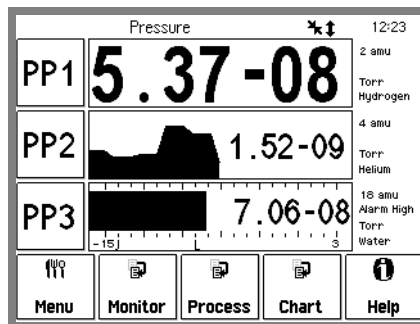 Pressure 12:23
PP1 5.37-08
2 amu
Torr
Hydrogen
PP2 1.52-09
4 amu
Torr
Helium
PP3 7.06-08
18 amu
Alarm High
Torr
Water
-15 L 3
Menu Monitor Process Chart Help